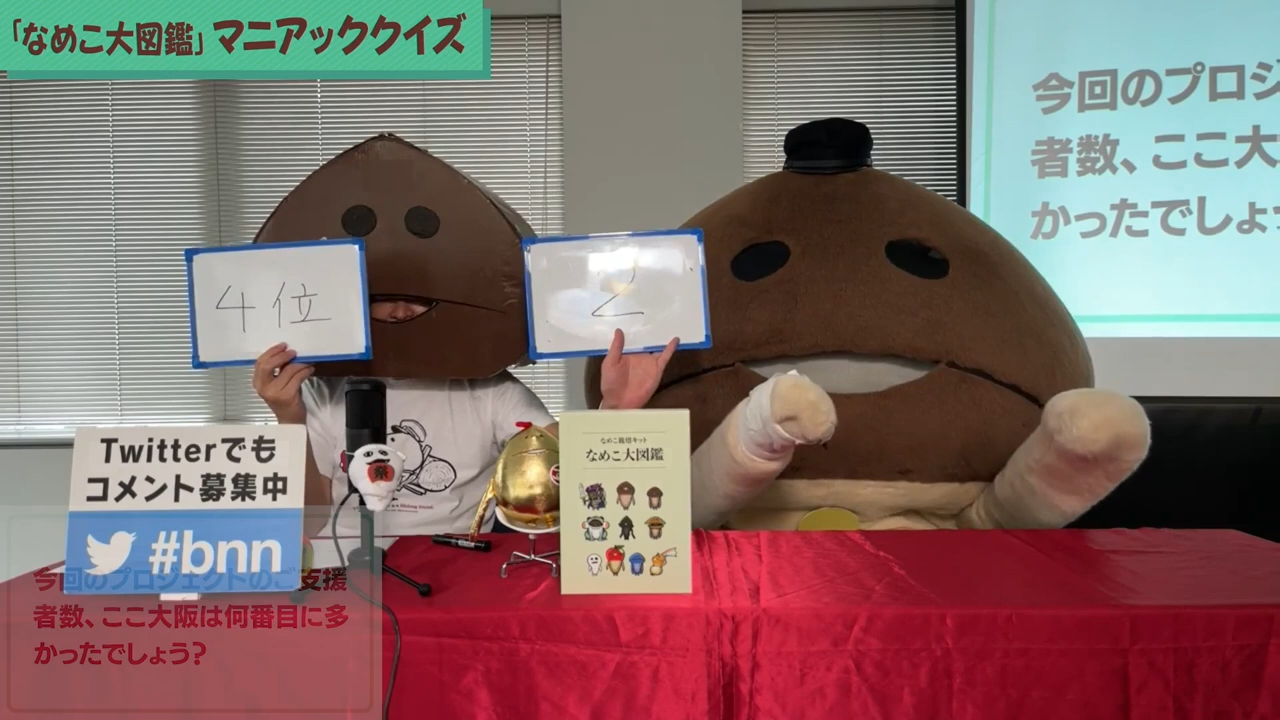 「なめこ大図鑑」マニアッククイズ
今回のプロジ
者数、ここ大
かったでしょ
4位
2
Twitterでも
コメント募集中
#bnn
なめこ栽培キット
なめこ大図鑑
今回のプロジェクトのご支援
者数、ここ大阪は何番目に多
かったでしょう?